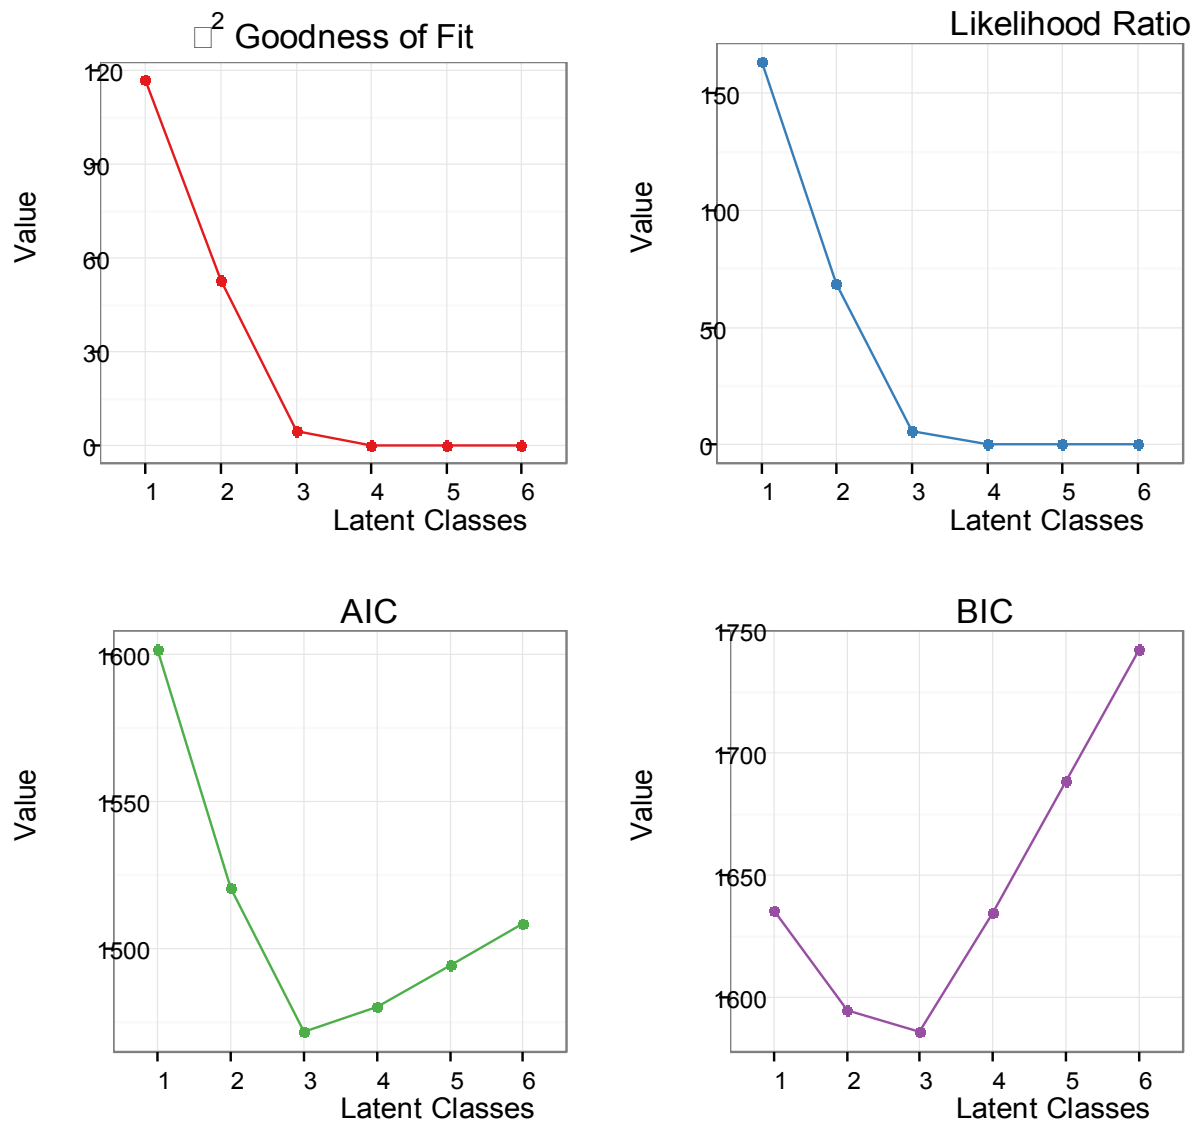 □² Goodness of Fit
120
90
60
30
0
Value
1 2 3 4 5 6
Latent Classes
Likelihood Ratio
150
100
50
0
Value
1 2 3 4 5 6
Latent Classes
AIC
1600
1550
1500
Value
1 2 3 4 5 6
Latent Classes
BIC
1750
1700
1650
1600
Value
1 2 3 4 5 6
Latent Classes